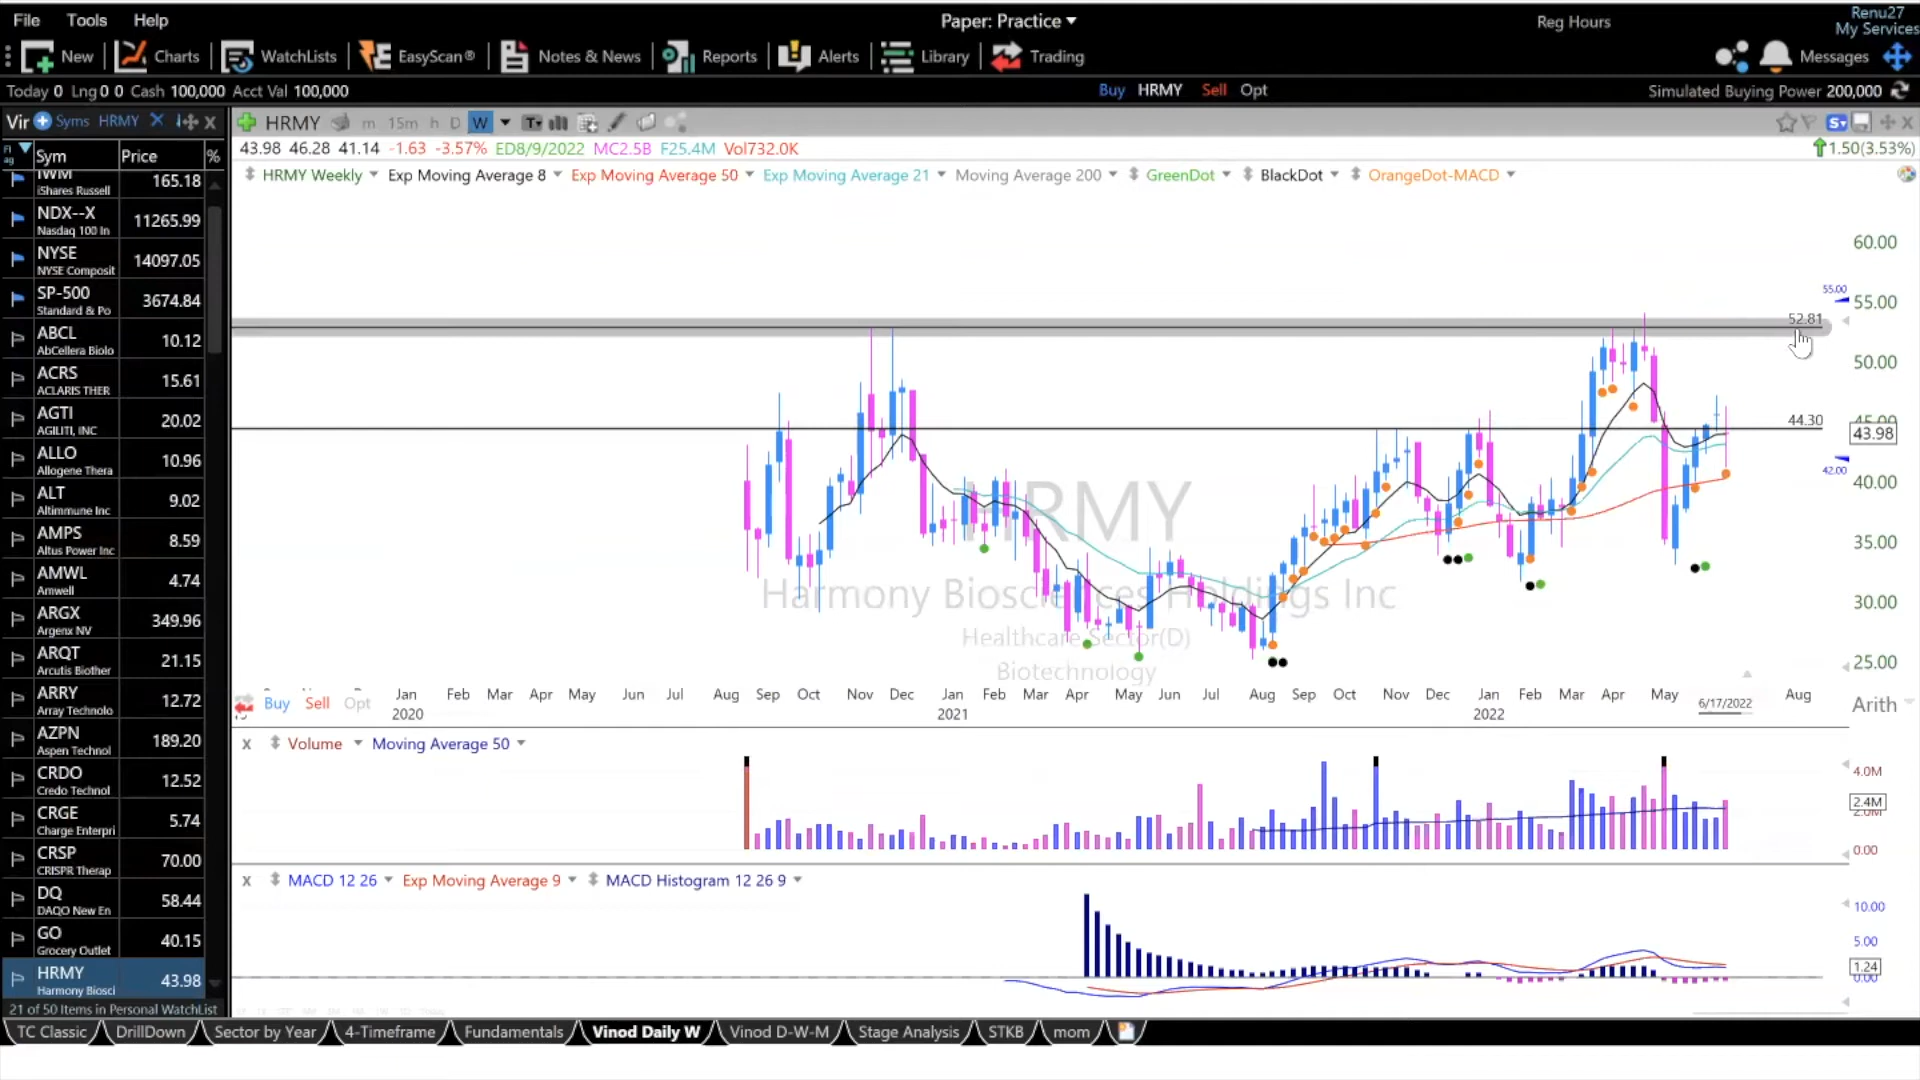 File Tools Help Paper: Practice Reg Hours Renu27
My Services
New Charts WatchLists EasyScan® Notes & News Reports Alerts Library Trading Messages
Today 0 Lng 0 0 Cash 100,000 Acct Val 100,000 Buy HRMY Sell Opt Simulated Buying Power 200,000
Vir Syms HRMY X
HRMY m 15m h D W
43.98 46.28 41.14 -1.63 -3.57% ED8/9/2022 MC2.5B F25.4M Vol732.0K 1.50(3.53%)
HRMY Weekly Exp Moving Average 8 Exp Moving Average 50 Exp Moving Average 21 Moving Average 200 GreenDot BlackDot OrangeDot-MACD
Fl ag Sym Price %
IWM 165.18
iShares Russell
NDX--X 11265.99
Nasdaq 100 In
NYSE 14097.05
NYSE Composit
SP-500 3674.84
Standard & Po
ABCL 10.12
AbCellera Biolo
ACRS 15.61
ACLARIS THER
AGTI 20.02
AGILITI, INC
ALLO 10.96
Allogene Thera
ALT 9.02
Altimmune Inc
AMPS 8.59
Altus Power Inc
AMWL 4.74
Amwell
ARGX 349.96
Argenx NV
ARQT 21.15
Arcutis Biother
ARRY 12.72
Array Technolo
AZPN 189.20
Aspen Technol
CRDO 12.52
Credo Technol
CRGE 5.74
Charge Enterpri
CRSP 70.00
CRISPR Therap
DQ 58.44
DAQO New En
GO 40.15
Grocery Outlet
HRMY 43.98
Harmony Biosci
21 of 50 Items in Personal WatchList
60.00
55.00
55.00
52.81
50.00
44.30
45.00
43.98
42.00
40.00
35.00
30.00
25.00
HRMY
Harmony Biosciences Holdings Inc
Healthcare Sector(D)
Biotechnology
Jan Feb Mar Apr May Jun Jul Aug Sep Oct Nov Dec Jan Feb Mar Apr May Jun Jul Aug Sep Oct Nov Dec Jan Feb Mar Apr May 6/17/2022 Aug
Buy Sell Opt 2020 2021 2022 Arith
X Volume Moving Average 50
4.0M
2.4M
2.0M
0.00
X MACD 12 26 Exp Moving Average 9 MACD Histogram 12 26 9
10.00
5.00
1.24
0.00
TC Classic DrillDown Sector by Year 4-Timeframe Fundamentals Vinod Daily W Vinod D-W-M Stage Analysis STKB mom